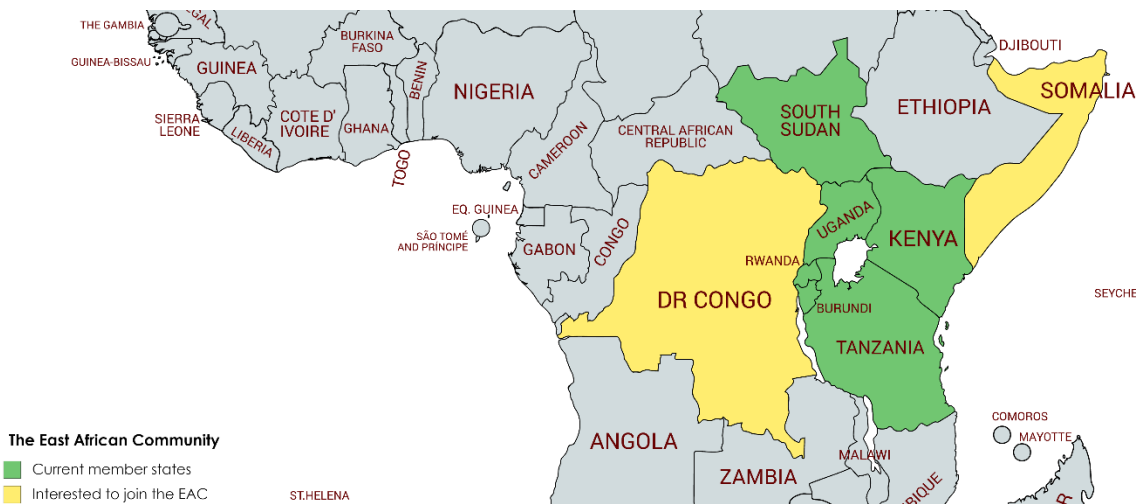 THE GAMBIA
GAL
GUINEA-BISSAU
GUINEA
SIERRA
LEONE
LIBERIA
COTE D'
IVOIRE
BURKINA
FASO
GHANA
TOGO
BENIN
NIGERIA
CAMEROON
CENTRAL AFRICAN
REPUBLIC
SOUTH
SUDAN
ETHIOPIA
DJIBOUTI
SOMALIA
EQ. GUINEA
SÃO TOMÉ
AND PRÍNCIPE
GABON
CONGO
DR CONGO
UGANDA
KENYA
RWANDA
BURUNDI
TANZANIA
SEYCHE
ANGOLA
ZAMBIA
MALAWI
BIQUE
COMOROS
MAYOTTE
R
ST.HELENA
The East African Community
Current member states
Interested to join the EAC